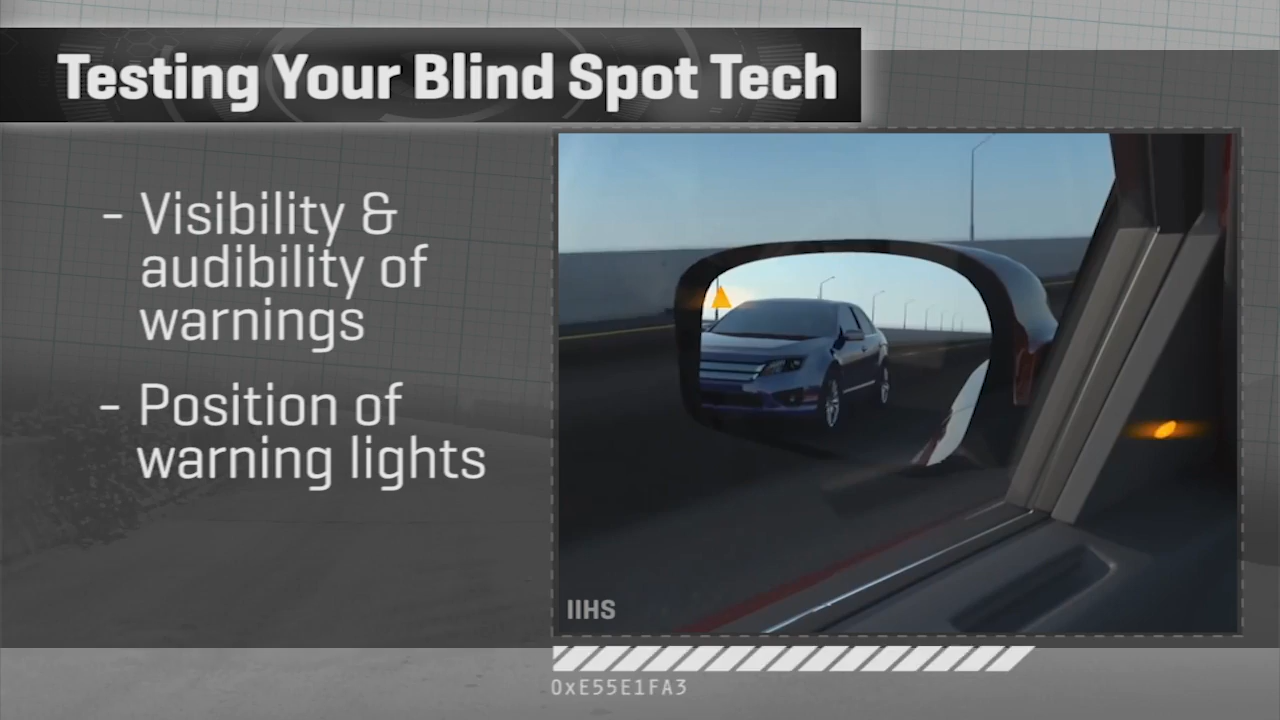 Testing Your Blind Spot Tech
- Visibility &
audibility of
warnings
- Position of
warning lights
IIHS
0xE55E1FA3